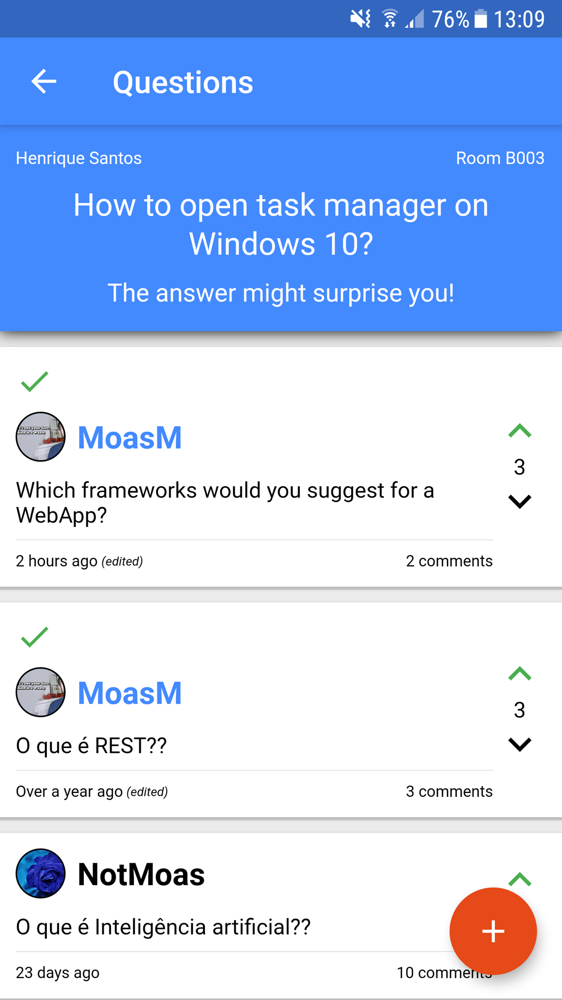 76% 13:09
Questions
Henrique Santos Room B003
How to open task manager on
Windows 10?
The answer might surprise you!
MoasM
3
Which frameworks would you suggest for a
WebApp?
2 hours ago (edited) 2 comments
MoasM
3
O que é REST??
Over a year ago (edited) 3 comments
NotMoas
O que é Inteligência artificial??
23 days ago 10 comments